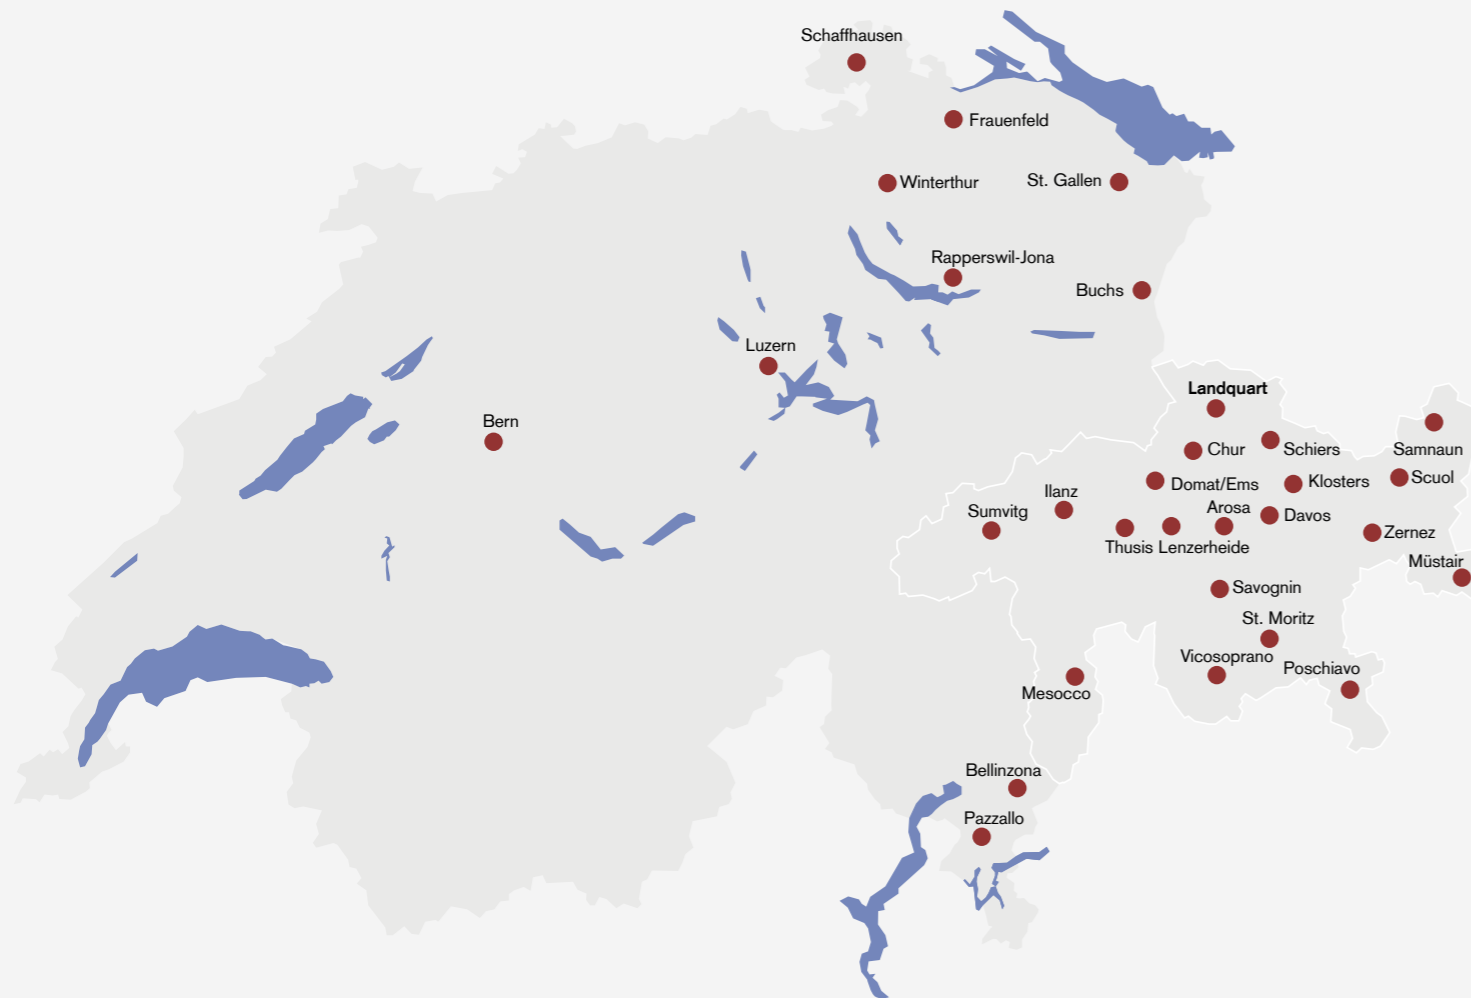 Schaffhausen
Frauenfeld
Winterthur
St. Gallen
Rapperswil-Jona
Buchs
Luzern
Landquart
Bern
Chur
Schiers
Samnaun
Domat/Ems
Klosters
Scuol
Ilanz
Sumvitg
Arosa
Davos
Zernez
Thusis Lenzerheide
Müstair
Savognin
St. Moritz
Vicosoprano
Poschiavo
Mesocco
Bellinzona
Pazzallo